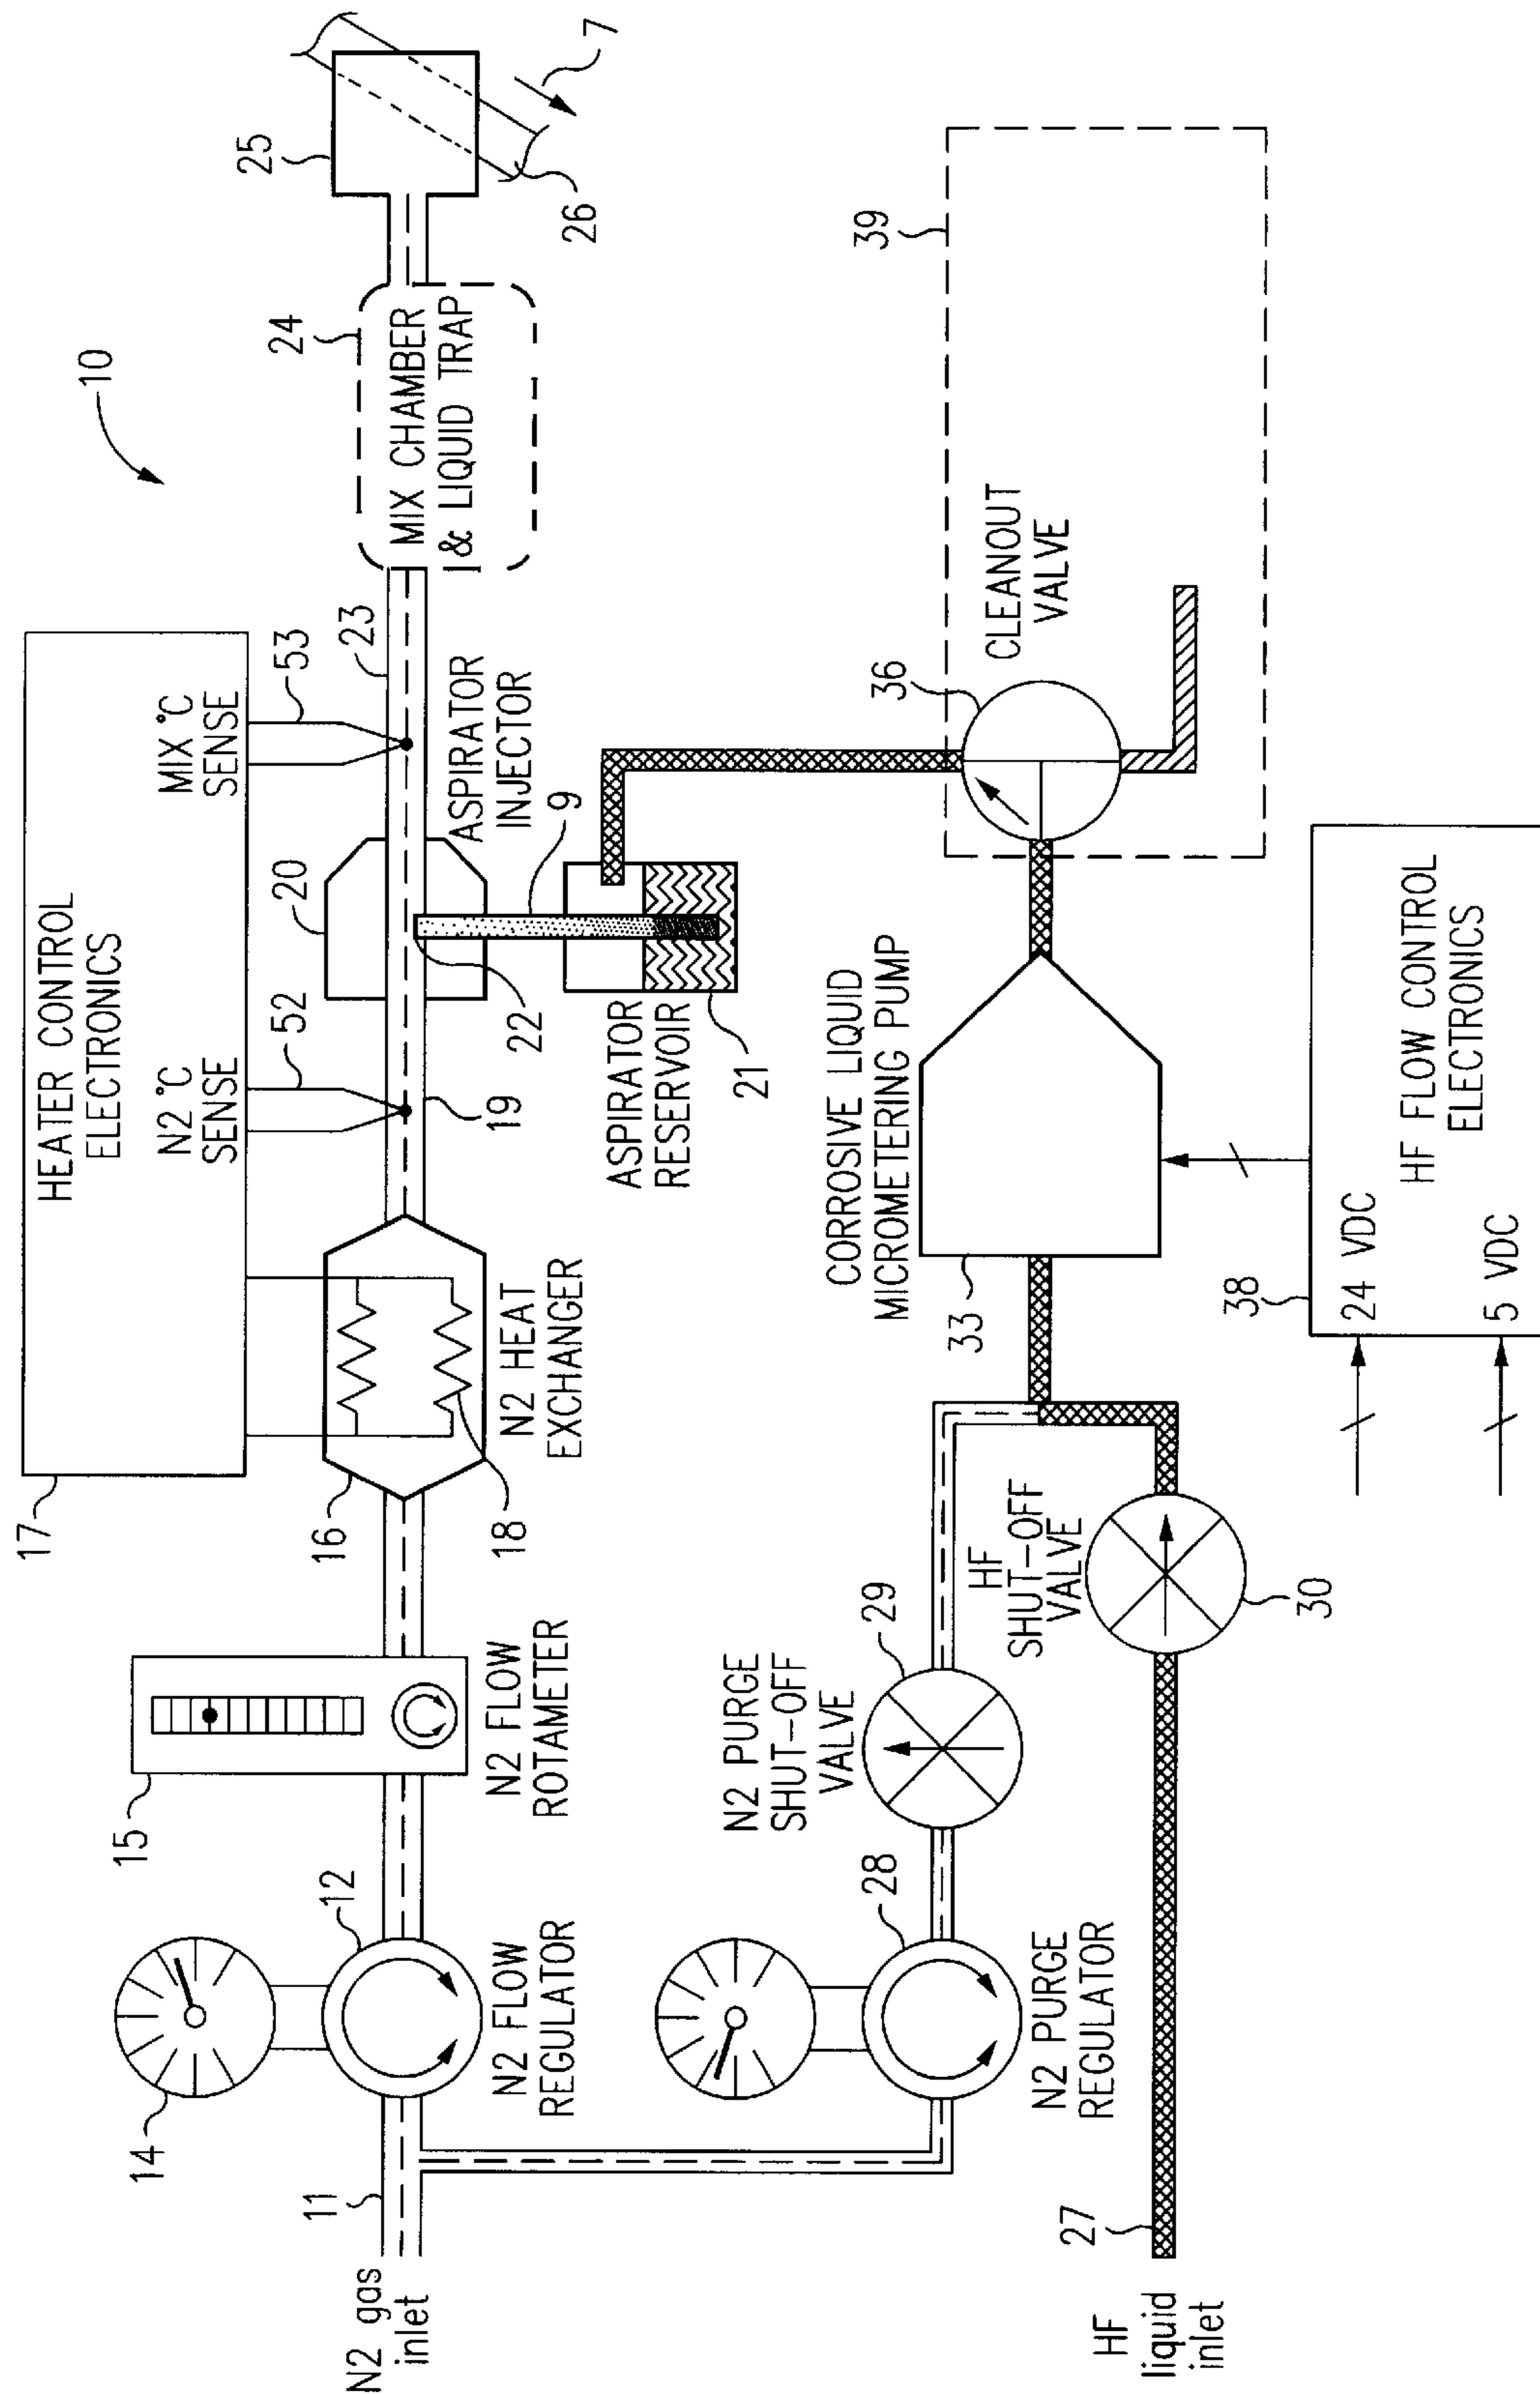 10
HEATER CONTROL
ELECTRONICS
17
N2 °C
SENSE
MIX °C
SENSE
52
53
14
12
15
16
18
19
20
22
23
24
25
26
7
11
N2 gas
inlet
N2 FLOW
REGULATOR
N2 FLOW
ROTAMETER
N2 HEAT
EXCHANGER
ASPIRATOR
INJECTOR
9
MIX CHAMBER
& LIQUID TRAP
ASPIRATOR
RESERVOIR
21
28
N2 PURGE
REGULATOR
N2 PURGE
SHUT-OFF
VALVE
29
HF
SHUT-OFF
VALVE
30
27
HF
liquid
inlet
CORROSIVE LIQUID
MICROMETERING PUMP
33
36
CLEANOUT
VALVE
39
38
24 VDC
5 VDC
HF FLOW CONTROL
ELECTRONICS